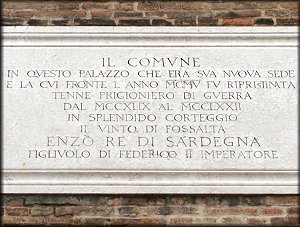 IL COMVNE
IN QVESTO PALAZZO CHE ERA SVA NVOVA SEDE
E LA CVI FRONTE L'ANNO MCMV FV RIPRISTINATA
TENNE PRIGIONIERO DI GVERRA
DAL MCCXLIX AL MCCLXXII
IN SPLENDIDO CORTEGGIO
IL VINTO DI FOSSALTA
ENZO RE DI SARDEGNA
FIGLIVOLO DI FEDERICO II IMPERATORE